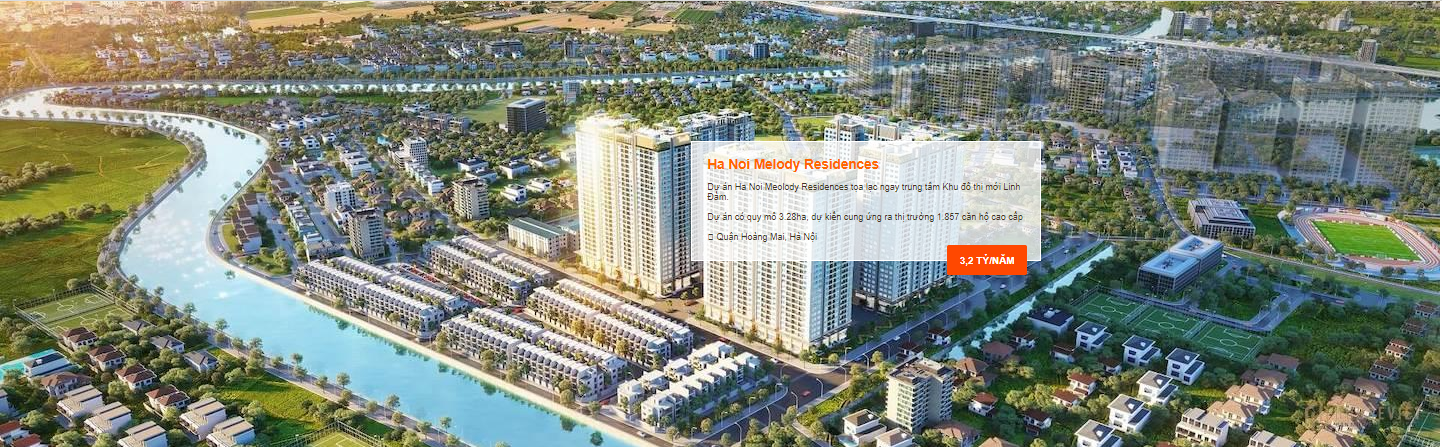 Ha Noi Melody Residences
Dự án Ha Noi Meolody Residences tọa lạc ngay trung tâm Khu đô thị mới Linh
Đàm.
Dự án có quy mô 3.28ha, dự kiến cung ứng ra thị trường 1.857 căn hộ cao cấp
Quận Hoàng Mai, Hà Nội
3,2 TỶ/NĂM